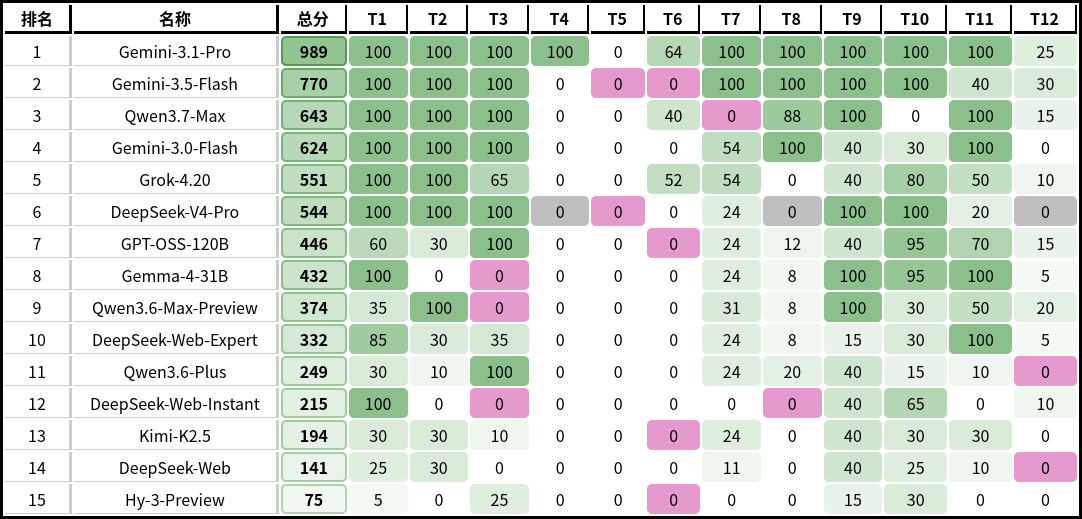 排名 名称 总分 T1 T2 T3 T4 T5 T6 T7 T8 T9 T10 T11 T12
1 Gemini-3.1-Pro 989 100 100 100 100 0 64 100 100 100 100 100 25
2 Gemini-3.5-Flash 770 100 100 100 0 0 0 100 100 100 100 40 30
3 Qwen3.7-Max 643 100 100 100 0 0 40 0 88 100 0 100 15
4 Gemini-3.0-Flash 624 100 100 100 0 0 0 54 100 40 30 100 0
5 Grok-4.20 551 100 100 65 0 0 52 54 0 40 80 50 10
6 DeepSeek-V4-Pro 544 100 100 100 0 0 0 24 0 100 100 20 0
7 GPT-OSS-120B 446 60 30 100 0 0 0 24 12 40 95 70 15
8 Gemma-4-31B 432 100 0 0 0 0 0 24 8 100 95 100 5
9 Qwen3.6-Max-Preview 374 35 100 0 0 0 0 31 8 100 30 50 20
10 DeepSeek-Web-Expert 332 85 30 35 0 0 0 24 8 15 30 100 5
11 Qwen3.6-Plus 249 30 10 100 0 0 0 24 20 40 15 10 0
12 DeepSeek-Web-Instant 215 100 0 0 0 0 0 0 0 40 65 0 10
13 Kimi-K2.5 194 30 30 10 0 0 0 24 0 40 30 30 0
14 DeepSeek-Web 141 25 30 0 0 0 0 11 0 40 25 10 0
15 Hy-3-Preview 75 5 0 25 0 0 0 0 0 15 30 0 0